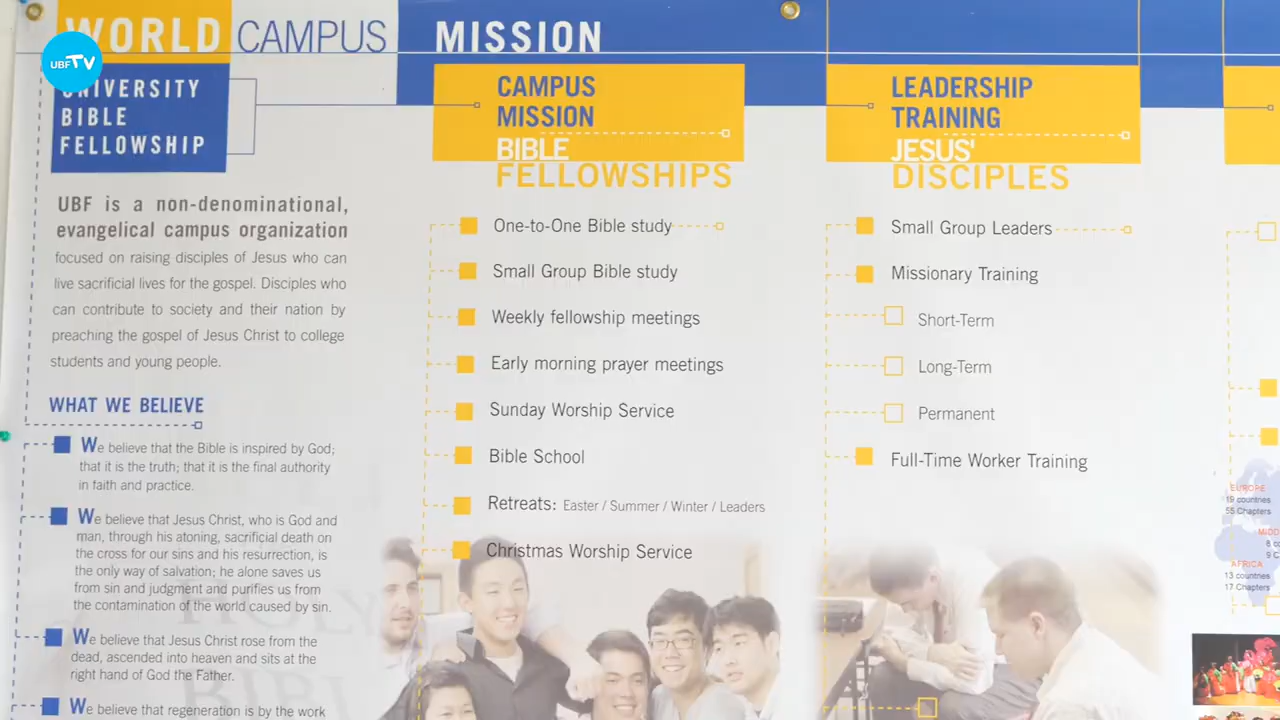 WORLD CAMPUS MISSION
UBFTV
UNIVERSITY
BIBLE
FELLOWSHIP
UBF is a non-denominational,
evangelical campus organization
focused on raising disciples of Jesus who can
live sacrificial lives for the gospel. Disciples who
can contribute to society and their nation by
preaching the gospel of Jesus Christ to college
students and young people.
WHAT WE BELIEVE
We believe that the Bible is inspired by God;
that it is the truth; that it is the final authority
in faith and practice.
We believe that Jesus Christ, who is God and
man, through his atoning, sacrificial death on
the cross for our sins and his resurrection, is
the only way of salvation; he alone saves us
from sin and judgment and purifies us from
the contamination of the world caused by sin.
We believe that Jesus Christ rose from the
dead, ascended into heaven and sits at the
right hand of God the Father.
We believe that regeneration is by the work
HOLY
BIBLE
CAMPUS
MISSION
BIBLE
FELLOWSHIPS
One-to-One Bible study
Small Group Bible study
Weekly fellowship meetings
Early morning prayer meetings
Sunday Worship Service
Bible School
Retreats: Easter / Summer / Winter / Leaders
Christmas Worship Service
LEADERSHIP
TRAINING
JESUS'
DISCIPLES
Small Group Leaders
Missionary Training
Short-Term
Long-Term
Permanent
Full-Time Worker Training
EUROPE
19 countries
55 Chapters
AFRICA
13 countries
17 Chapters